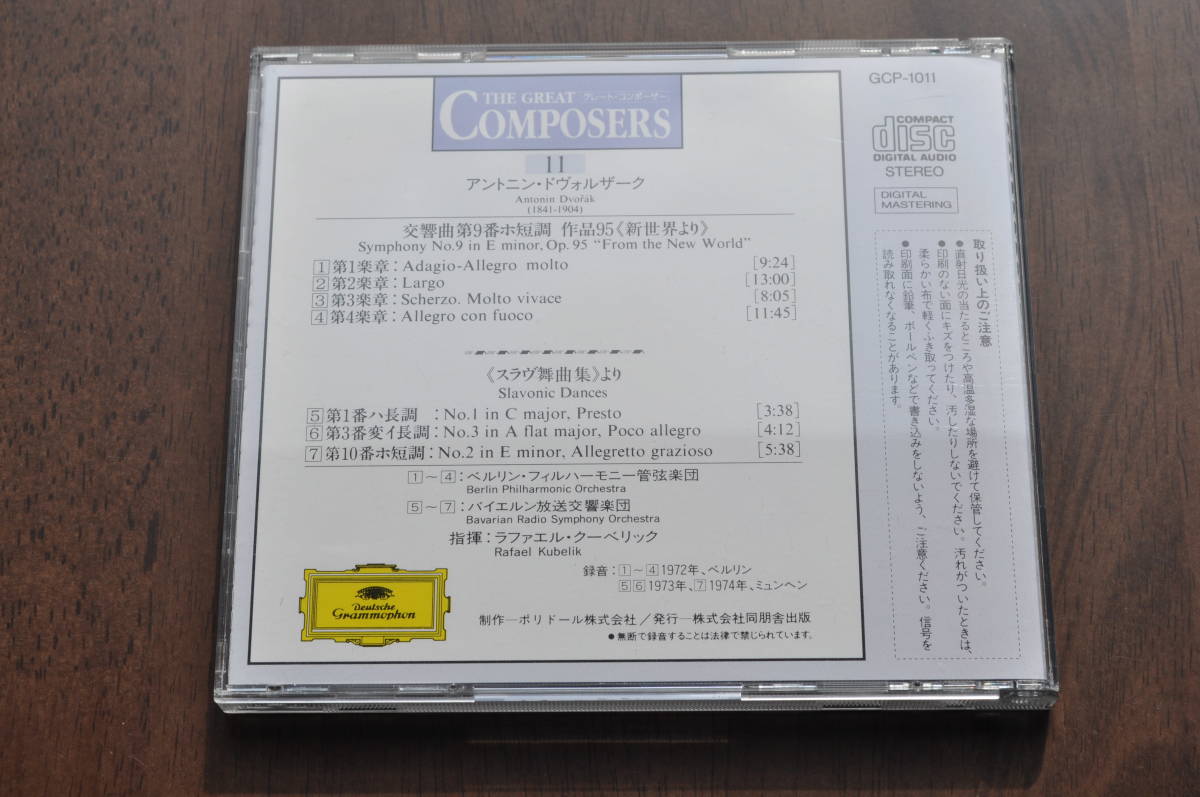 THE GREAT グレート・コンポーザー
COMPOSERS
11
アントニン・ドヴォルザーク
Antonin Dvořák
(1841-1904)
交響曲第9番ホ短調 作品95《新世界より》
Symphony No.9 in E minor, Op.95 “From the New World”
1 第1楽章:Adagio-Allegro molto [9:24]
2 第2楽章:Largo [13:00]
3 第3楽章:Scherzo. Molto vivace [8:05]
4 第4楽章:Allegro con fuoco [11:45]
《スラヴ舞曲集》より
Slavonic Dances
5 第1番ハ長調 :No.1 in C major, Presto [3:38]
6 第3番変イ長調:No.3 in A flat major, Poco allegro [4:12]
7 第10番ホ短調:No.2 in E minor, Allegretto grazioso [5:38]
1～4:ベルリン・フィルハーモニー管弦楽団
Berlin Philharmonic Orchestra
5～7:バイエルン放送交響楽団
Bavarian Radio Symphony Orchestra
指揮:ラファエル・クーベリック
Rafael Kubelik
録音:1～4 1972年、ベルリン
5 6 1973年、7 1974年、ミュンヘン
Deutsche
Grammophon
制作─ポリドール株式会社/発行─株式会社同朋舎出版
●無断で録音することは法律で禁じられています。
GCP-1011
COMPACT
disc
DIGITAL AUDIO
STEREO
DIGITAL
MASTERING
取り扱い上のご注意
●直射日光の当たるところや高温多湿な場所を避けて保管してください。
●印刷のない面にキズをつけたり、汚したりしないでください。汚れがついたときは、
柔らかい布で軽くふき取ってください。
●印刷面に鉛筆、ボールペンなどで書き込みをしないよう、ご注意ください。信号を
読み取れなくなることがあります。